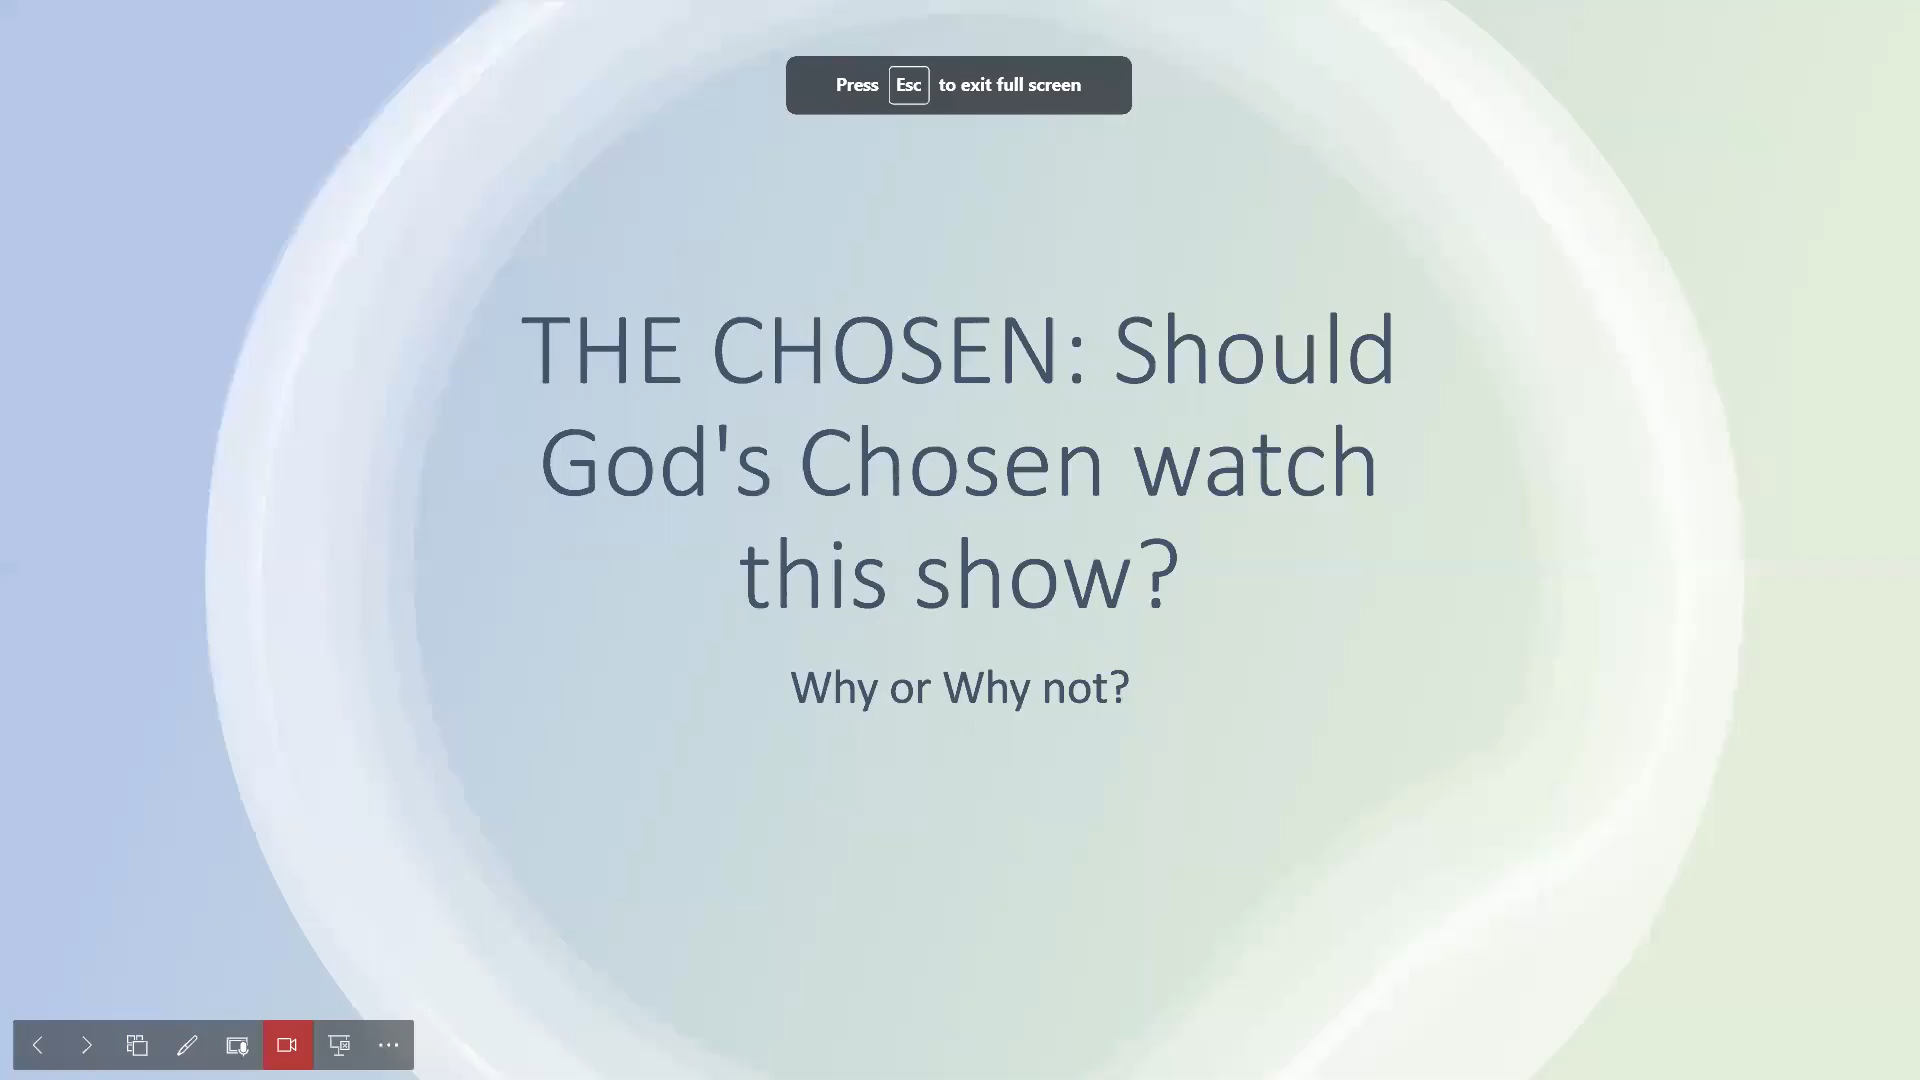 Press Esc to exit full screen
THE CHOSEN: Should
God's Chosen watch
this show?
Why or Why not?